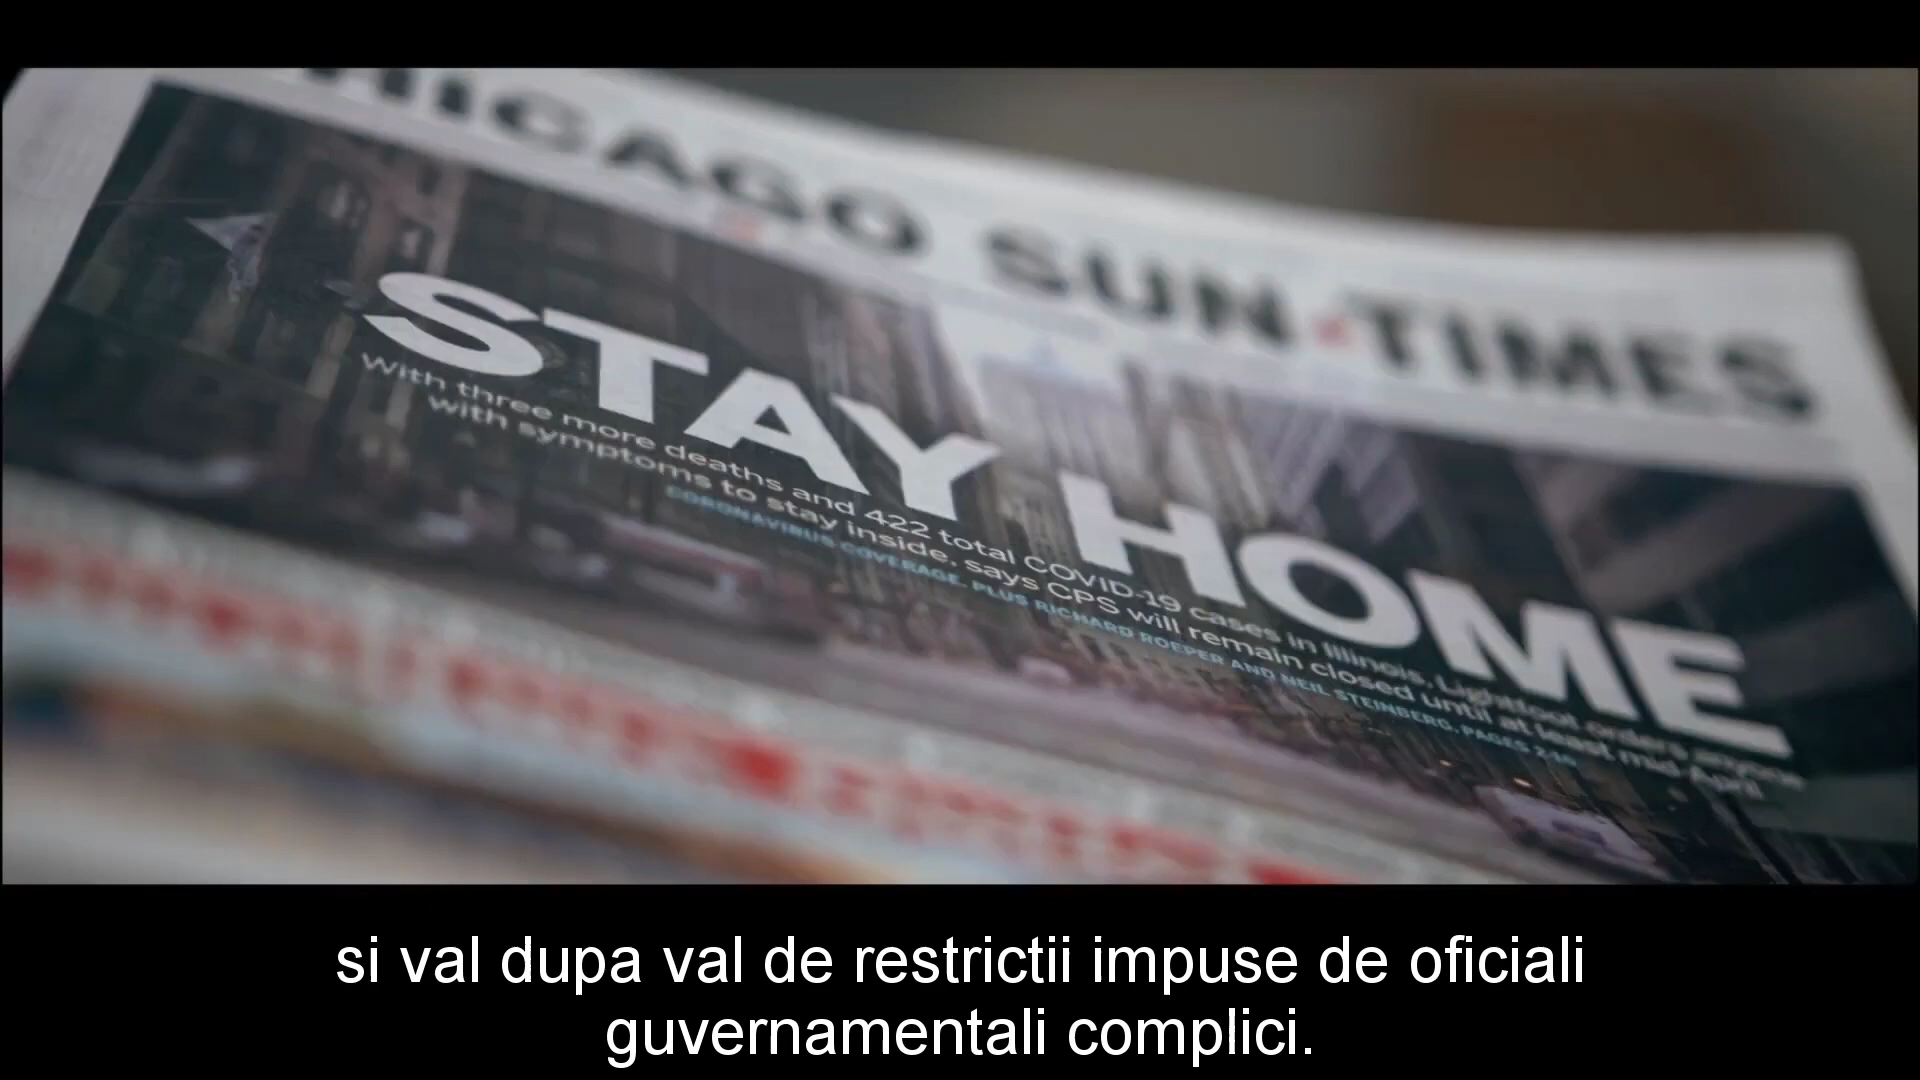 HICAGO SUN-TIMES
STAY HOME
With three more deaths and 422 total COVID-19 cases in Illinois, Lightfoot orders anyone
with symptoms to stay inside, says CPS will remain closed until at least mid-April
CORONAVIRUS COVERAGE, PLUS RICHARD ROEPER AND NEIL STEINBERG, PAGES 2-16
si val dupa val de restrictii impuse de oficiali
guvernamentali complici.